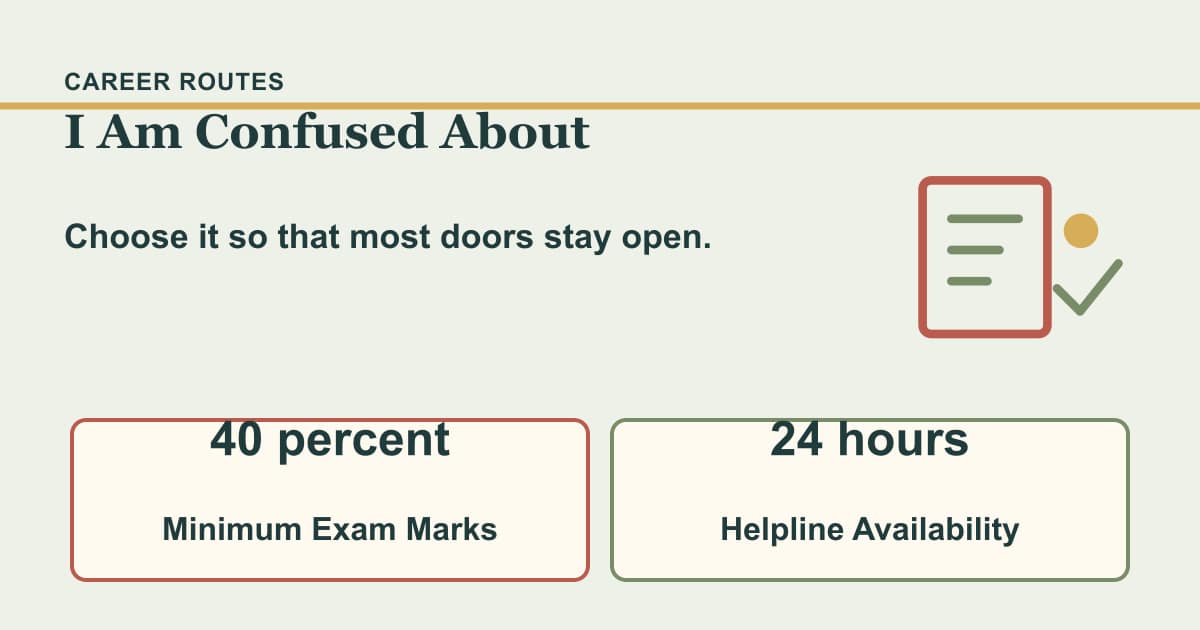 CAREER ROUTES
I Am Confused About
Choose it so that most doors stay open.
40 percent
Minimum Exam Marks
24 hours
Helpline Availability